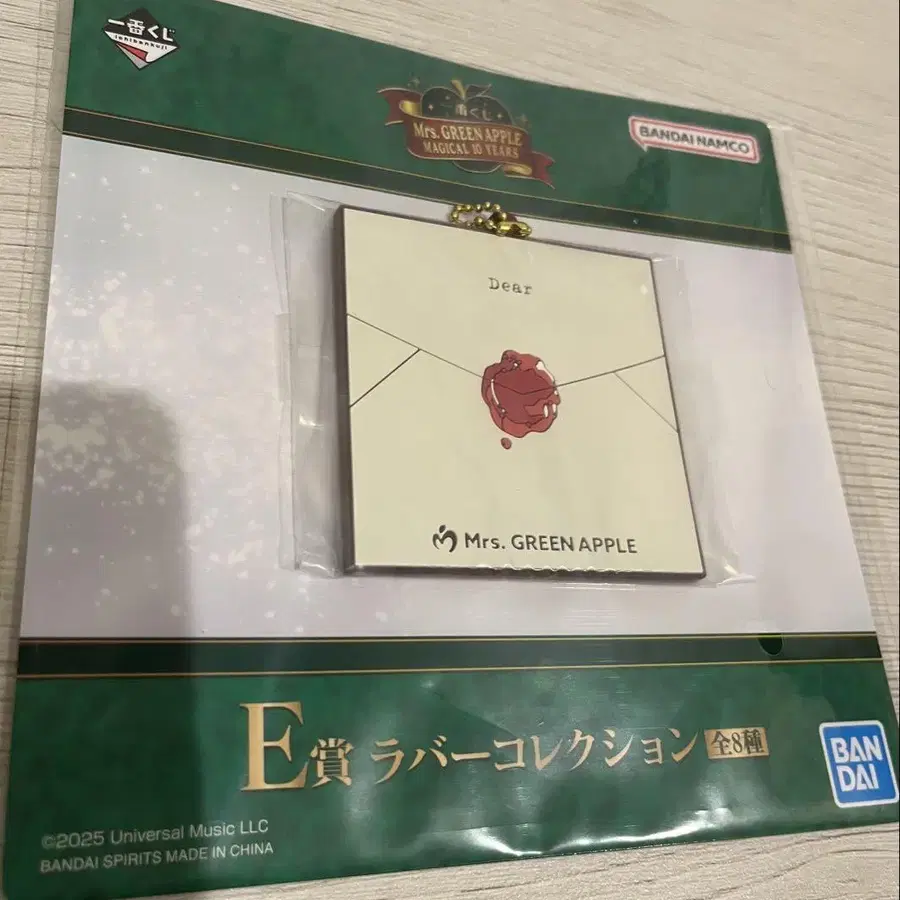 一番くじ
ichibankuji
一番くじ
Mrs. GREEN APPLE
MAGICAL 10 YEARS
BANDAI NAMCO
Dear
Mrs. GREEN APPLE
E賞 ラバーコレクション 全8種
BAN
DAI
©2025 Universal Music LLC
BANDAI SPIRITS MADE IN CHINA